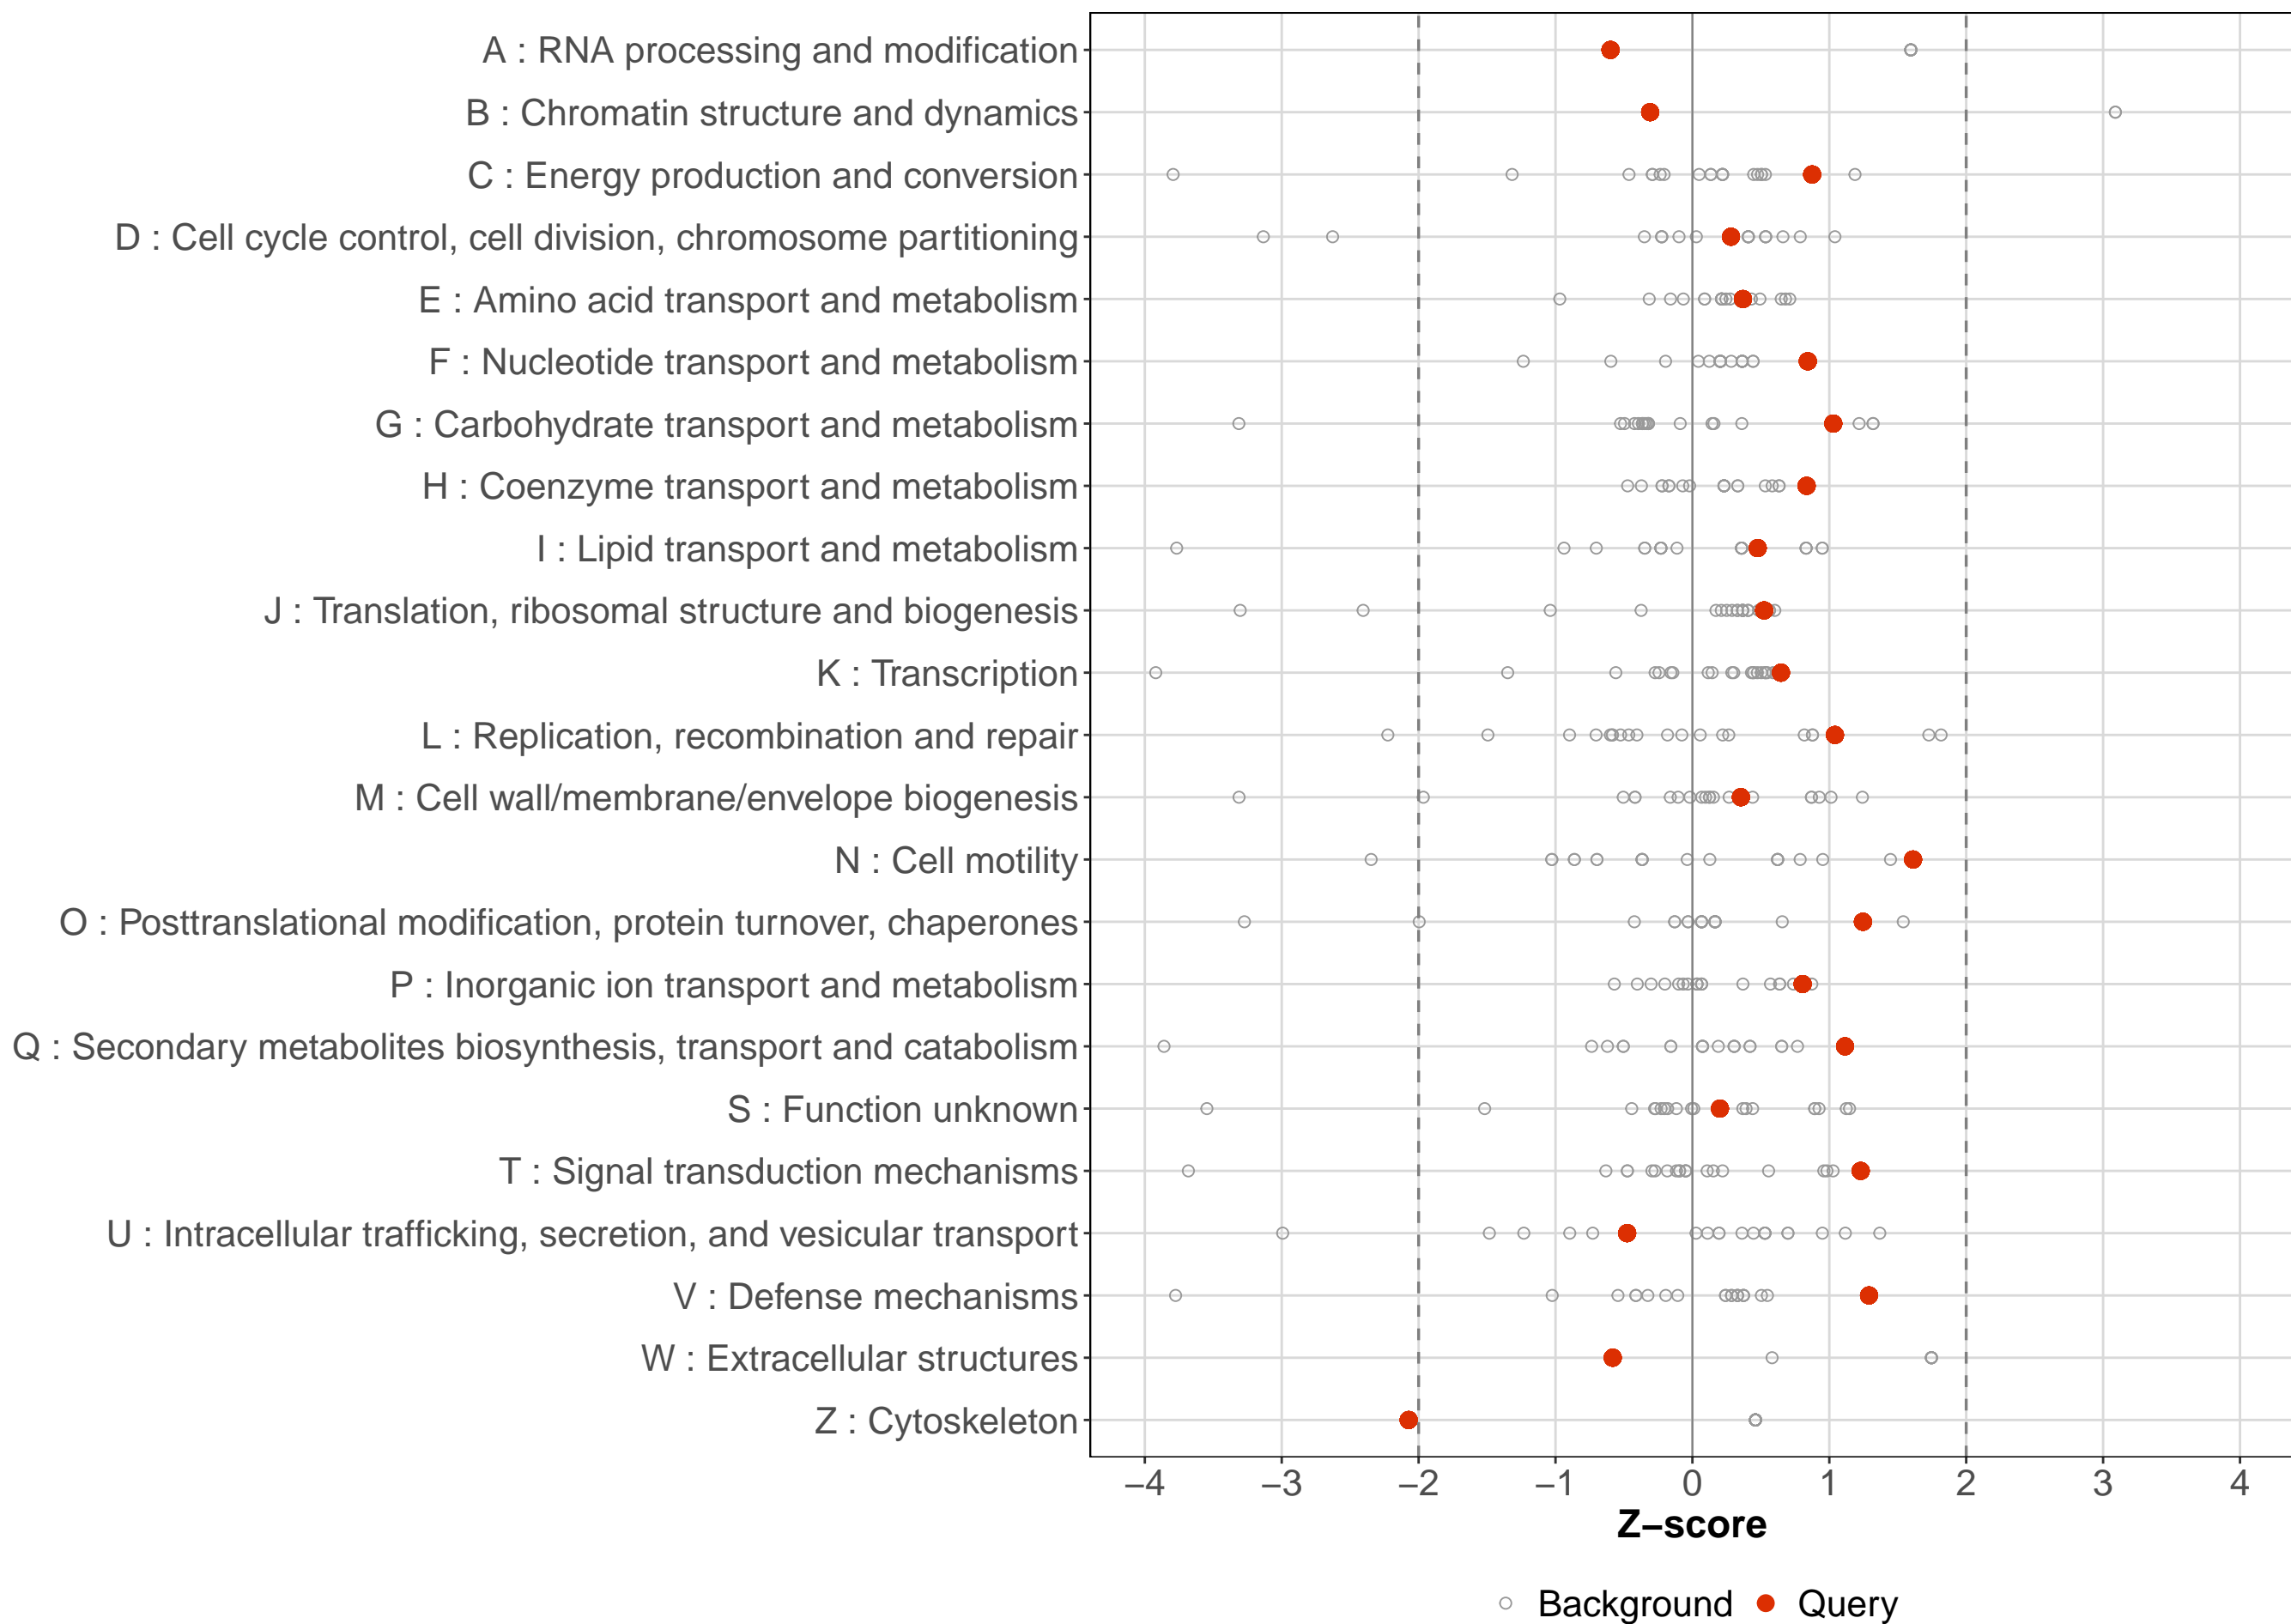 A : RNA processing and modification
B : Chromatin structure and dynamics
C : Energy production and conversion
D : Cell cycle control, cell division, chromosome partitioning
E : Amino acid transport and metabolism
F : Nucleotide transport and metabolism
G : Carbohydrate transport and metabolism
H : Coenzyme transport and metabolism
I : Lipid transport and metabolism
J : Translation, ribosomal structure and biogenesis
K : Transcription
L : Replication, recombination and repair
M : Cell wall/membrane/envelope biogenesis
N : Cell motility
O : Posttranslational modification, protein turnover, chaperones
P : Inorganic ion transport and metabolism
Q : Secondary metabolites biosynthesis, transport and catabolism
S : Function unknown
T : Signal transduction mechanisms
U : Intracellular trafficking, secretion, and vesicular transport
V : Defense mechanisms
W : Extracellular structures
Z : Cytoskeleton
−4 −3 −2 −1 0 1 2 3 4
Z−score
Background Query